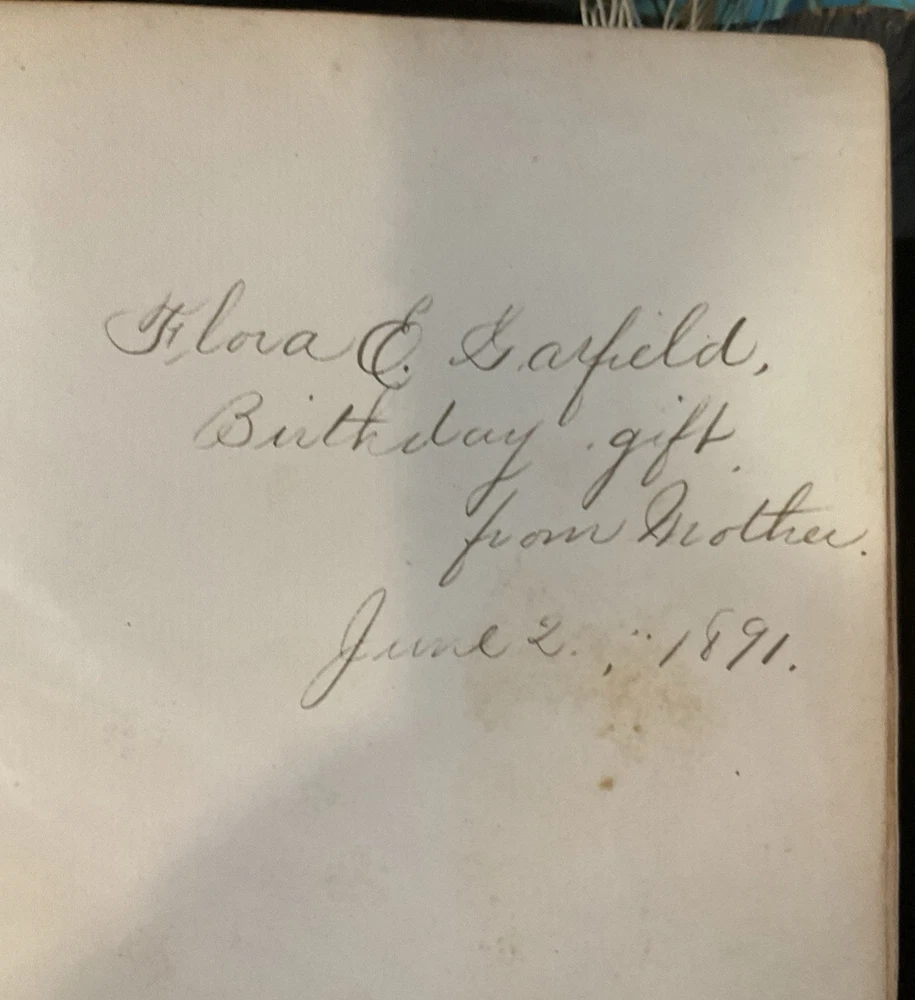 Flora E. Garfield,
Birthday gift.
from Mother.
June 2., 1891.